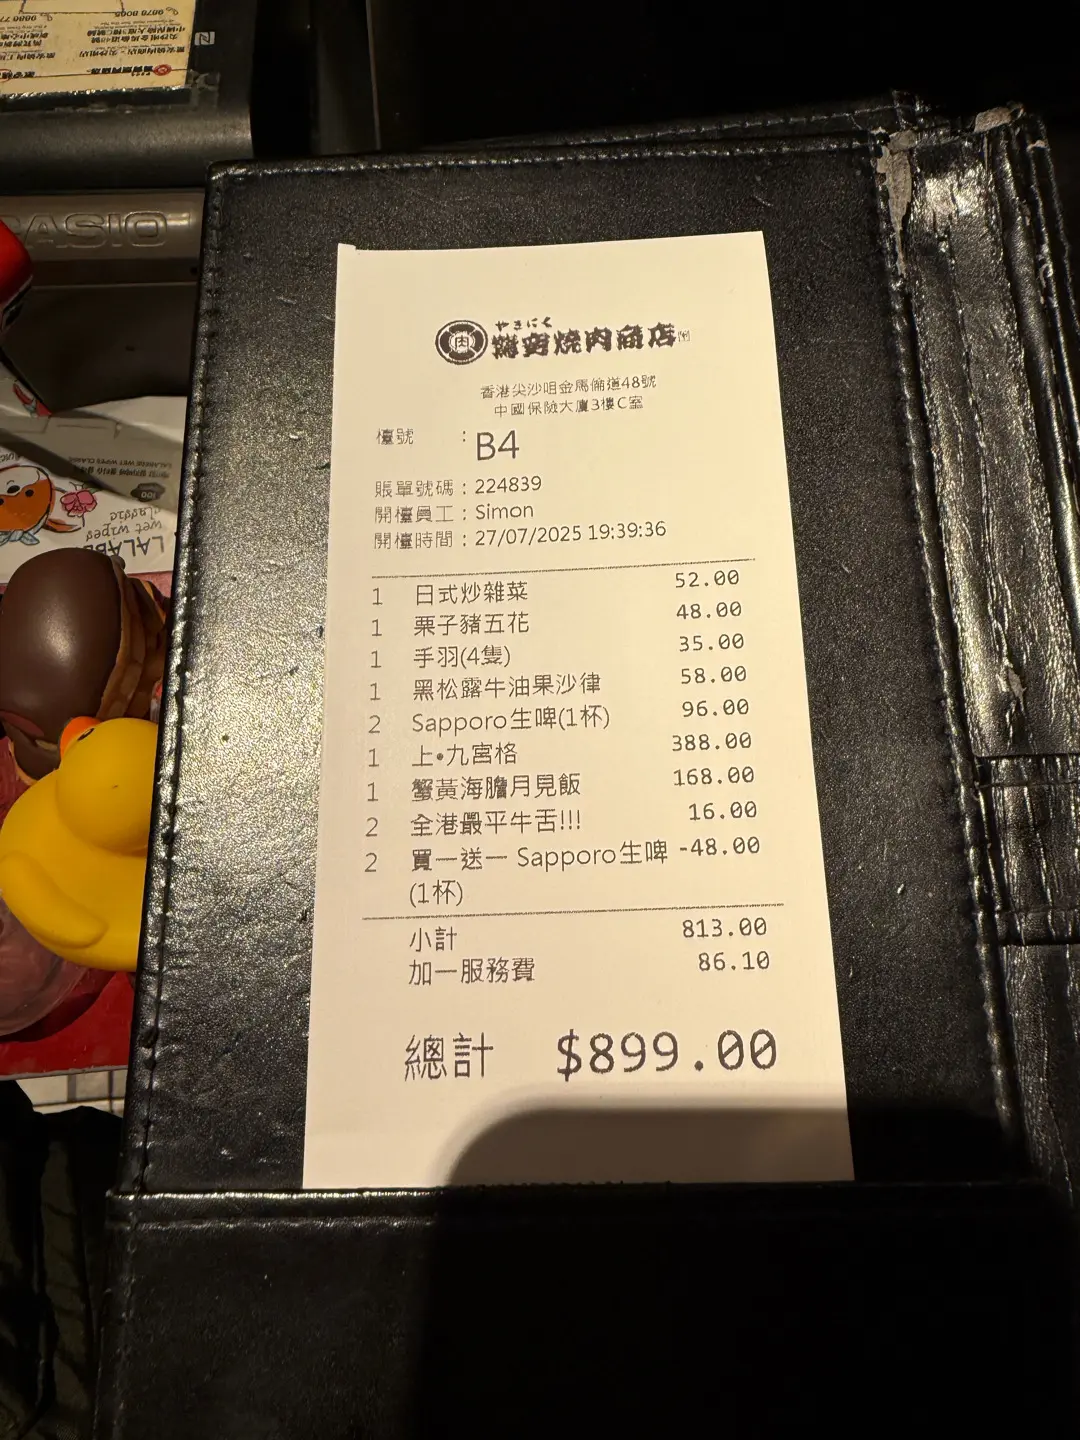 CASIO
やきにく
燒肉商店
香港尖沙咀金馬倫道48號
中國保險大廈3樓C室
檯號 : B4
賬單號碼 : 224839
開檯員工 : Simon
開檯時間 : 27/07/2025 19:39:36
1 日式炒雜菜 52.00
1 栗子豬五花 48.00
1 手羽(4隻) 35.00
1 黑松露牛油果沙律 58.00
2 Sapporo生啤(1杯) 96.00
1 上•九宮格 388.00
1 蟹黃海膽月見飯 168.00
2 全港最平牛舌!!! 16.00
2 買一送一 Sapporo生啤 -48.00
(1杯)
小計 813.00
加一服務費 86.10
總計 $899.00
wet wipes
classic